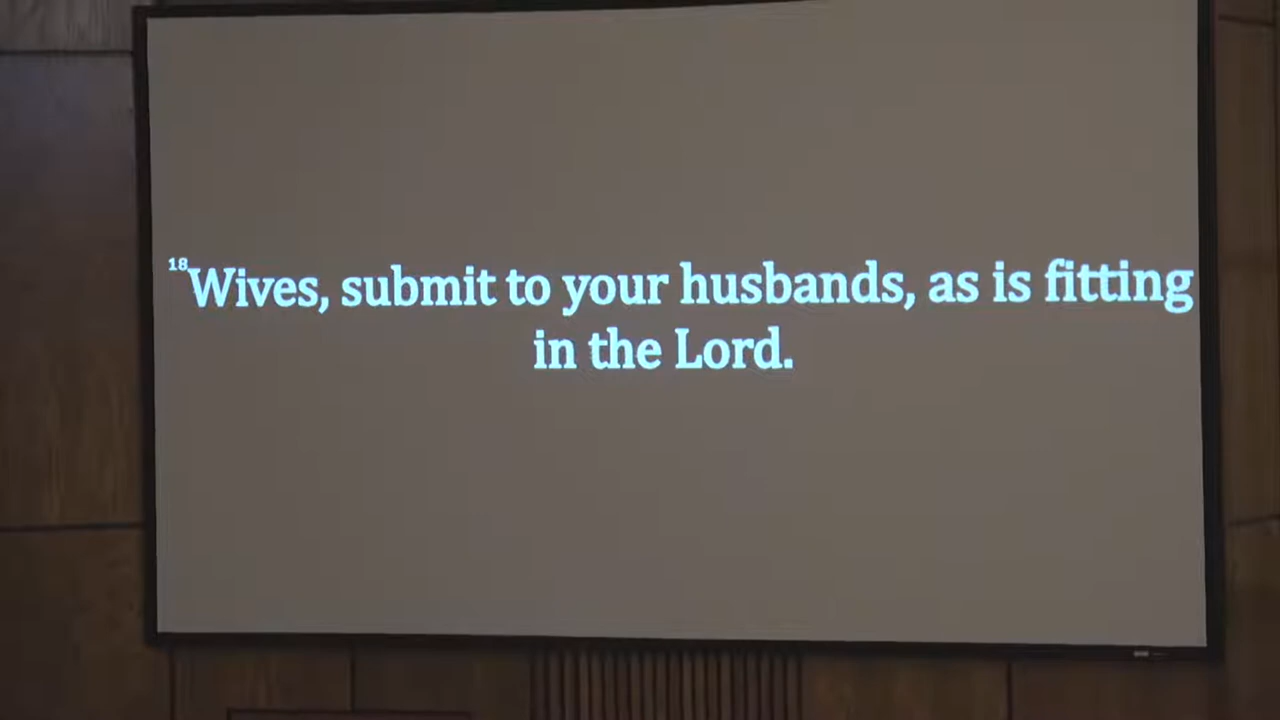 18Wives, submit to your husbands, as is fitting
in the Lord.